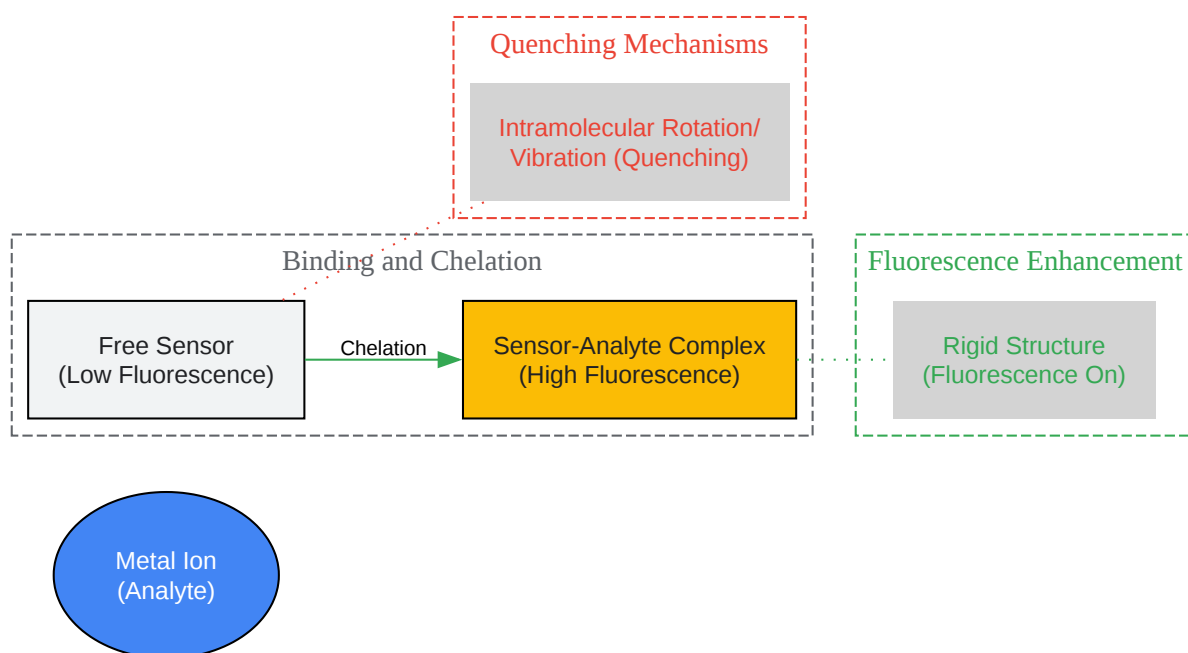 Quenching Mechanisms
Intramolecular Rotation/
Vibration (Quenching)
Binding and Chelation
Fluorescence Enhancement
Free Sensor
(Low Fluorescence)
Chelation
Sensor-Analyte Complex
(High Fluorescence)
Rigid Structure
(Fluorescence On)
Metal Ion
(Analyte)